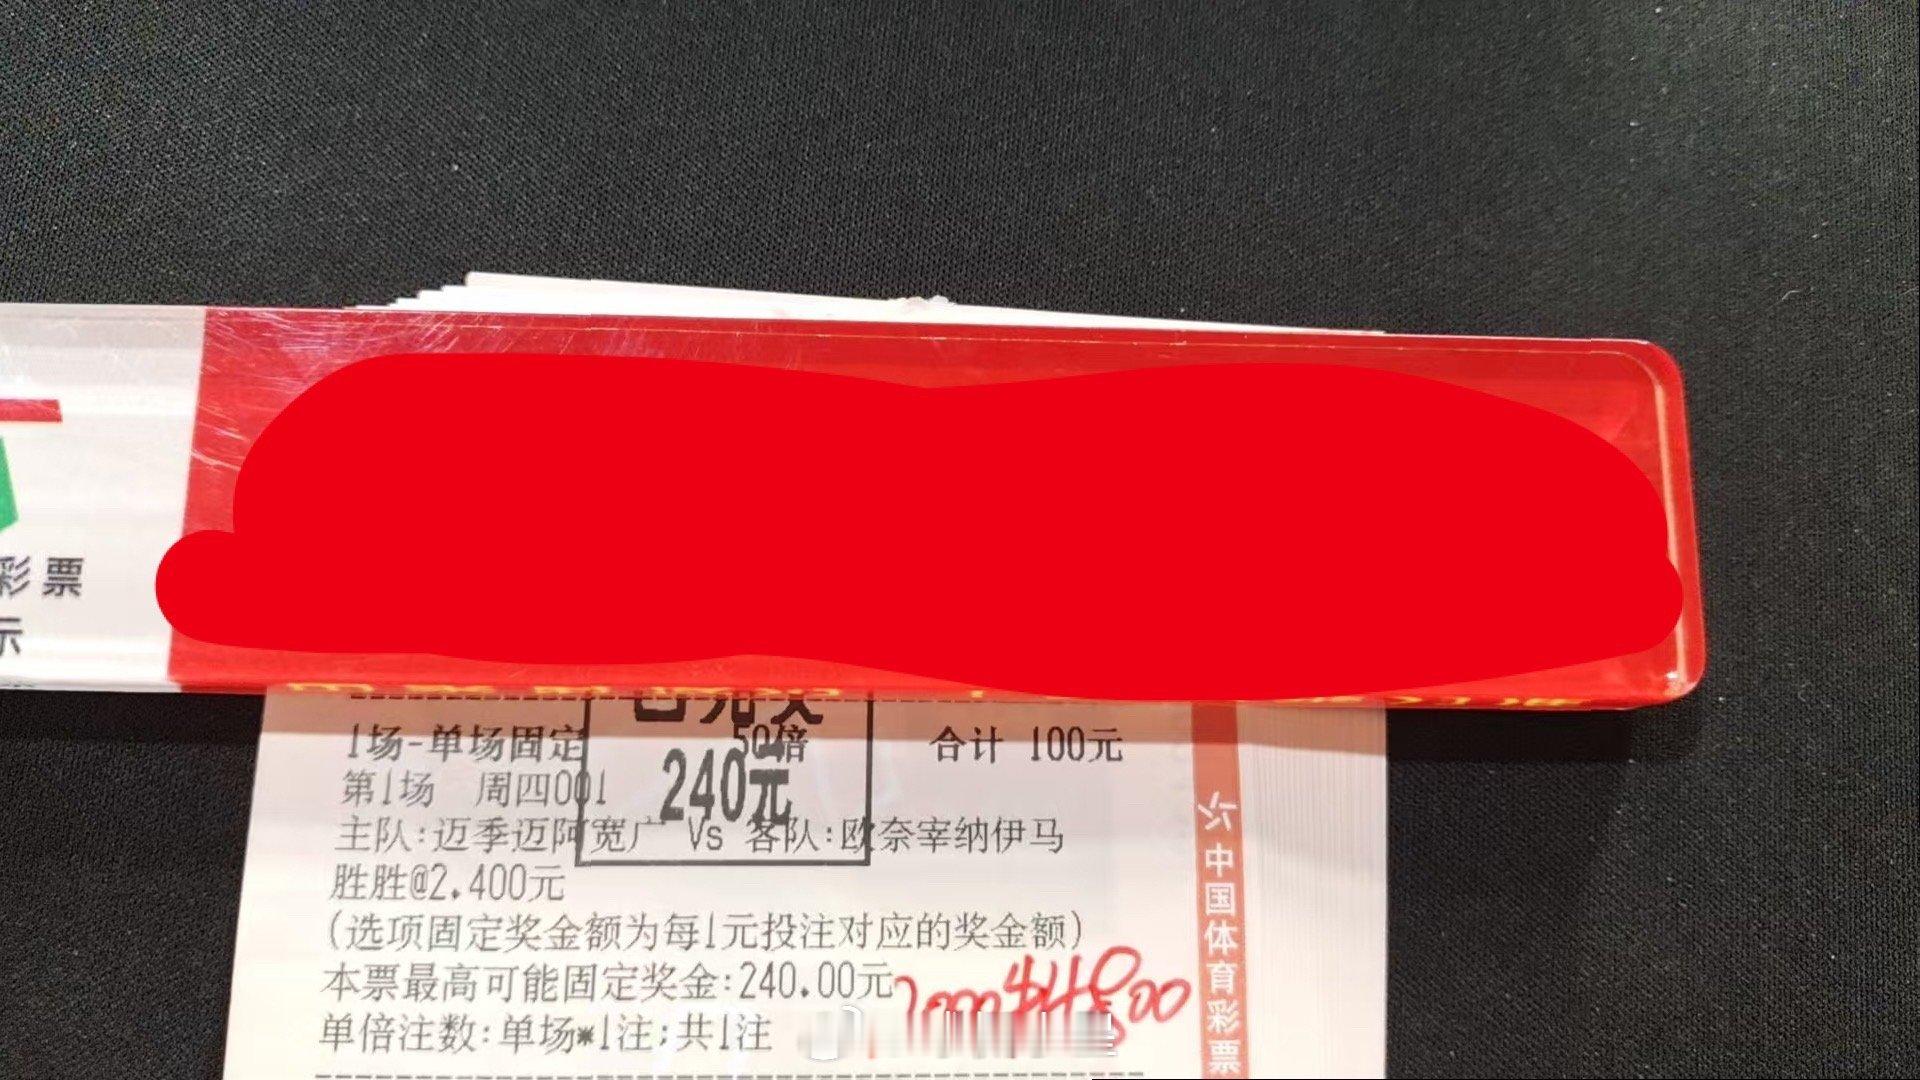 彩票
示
1场-单场固定 50倍 合计 100元
240元
第1场 周四001
主队:迈季迈阿宽广 Vs 客队:欧奈宰纳伊马
胜胜@2.400元
(选项固定奖金额为每1元投注对应的奖金额)
本票最高可能固定奖金:240.00元
单倍注数:单场*1注;共1注
中国体育彩票